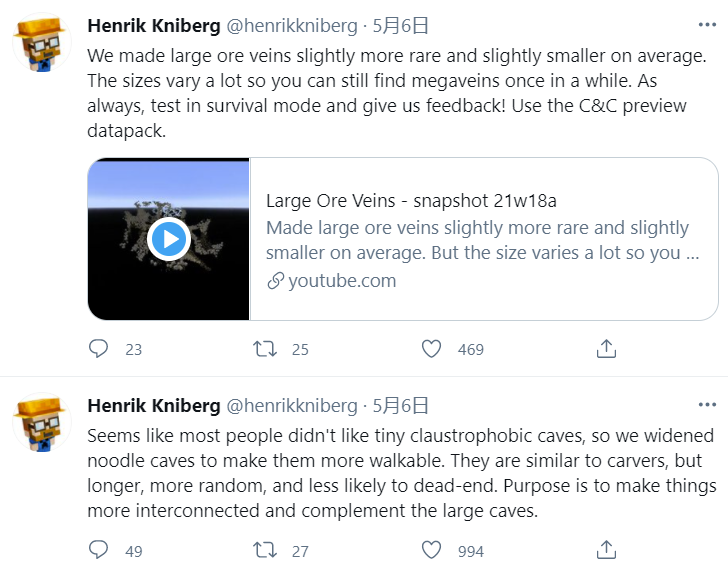 Henrik Kniberg @henrikkniberg · 5月6日
We made large ore veins slightly more rare and slightly smaller on average.
The sizes vary a lot so you can still find megaveins once in a while. As
always, test in survival mode and give us feedback! Use the C&C preview
datapack.
Large Ore Veins - snapshot 21w18a
Made large ore veins slightly more rare and slightly
smaller on average. But the size varies a lot so you ...
youtube.com
23 25 469
Henrik Kniberg @henrikkniberg · 5月6日
Seems like most people didn't like tiny claustrophobic caves, so we widened
noodle caves to make them more walkable. They are similar to carvers, but
longer, more random, and less likely to dead-end. Purpose is to make things
more interconnected and complement the large caves.
49 27 994